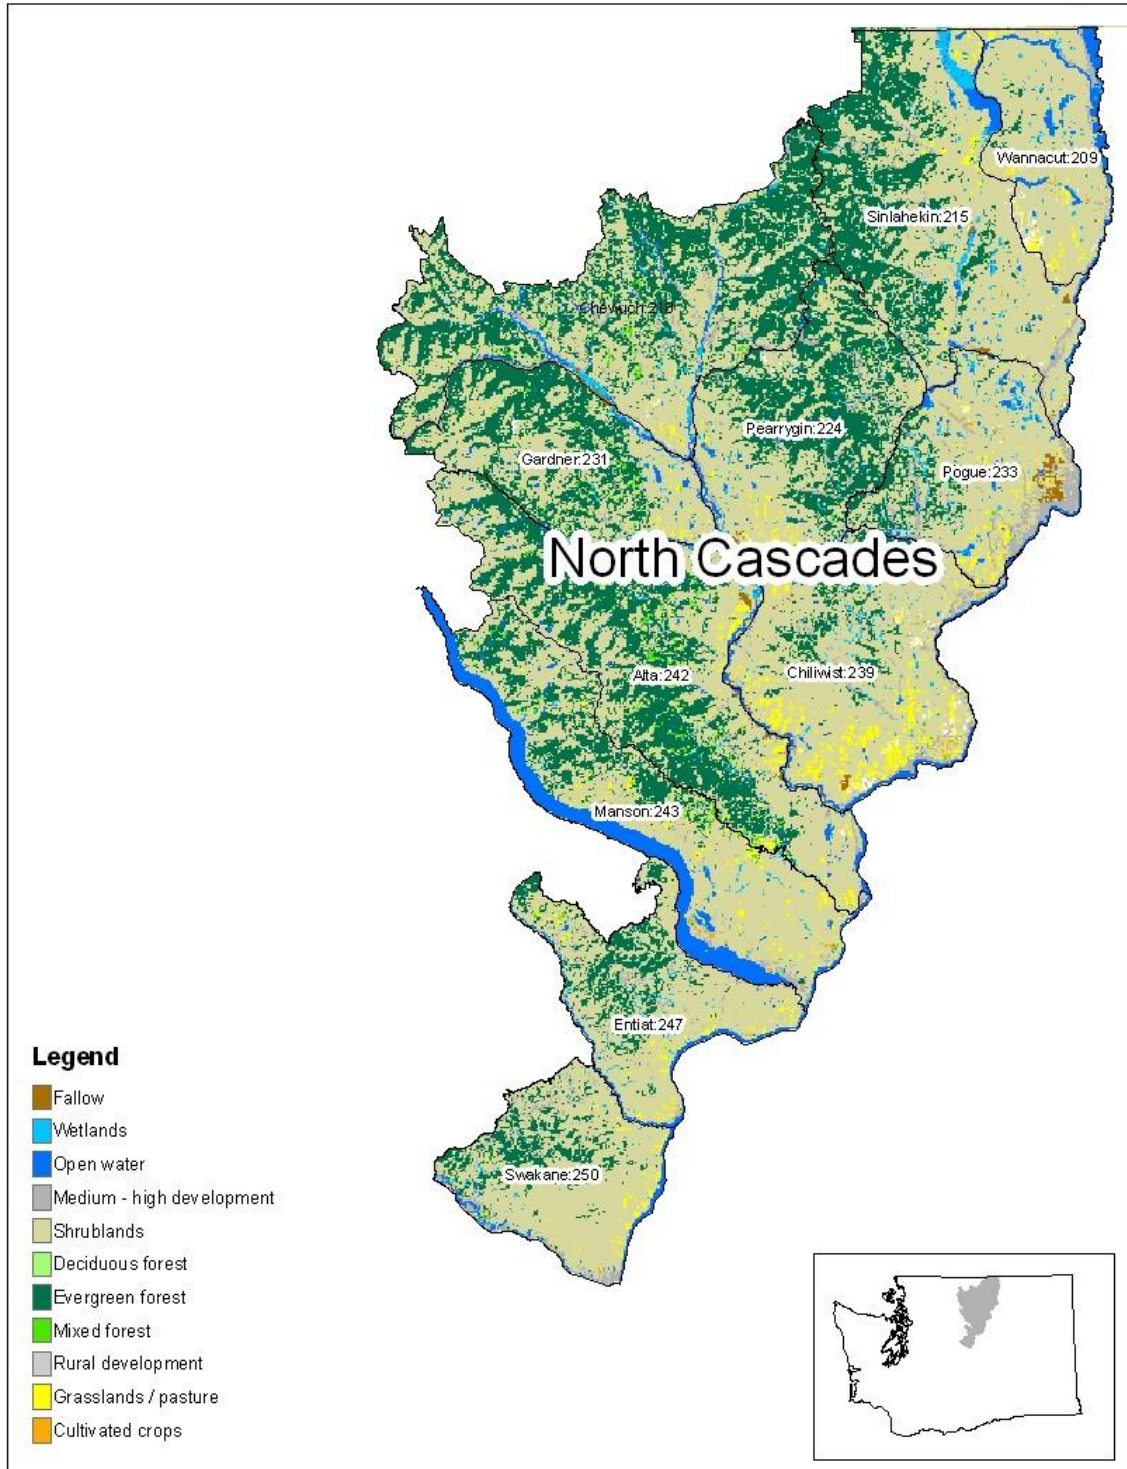 Wannacut:209
Sinlahekin:215
Chewuch:218
Pearrygin:224
Gardner:231
Pogue:233
North Cascades
Alta:242
Chiliwist:239
Manson:243
Entiat:247
Swakane:250
Legend
Fallow
Wetlands
Open water
Medium - high development
Shrublands
Deciduous forest
Evergreen forest
Mixed forest
Rural development
Grasslands / pasture
Cultivated crops